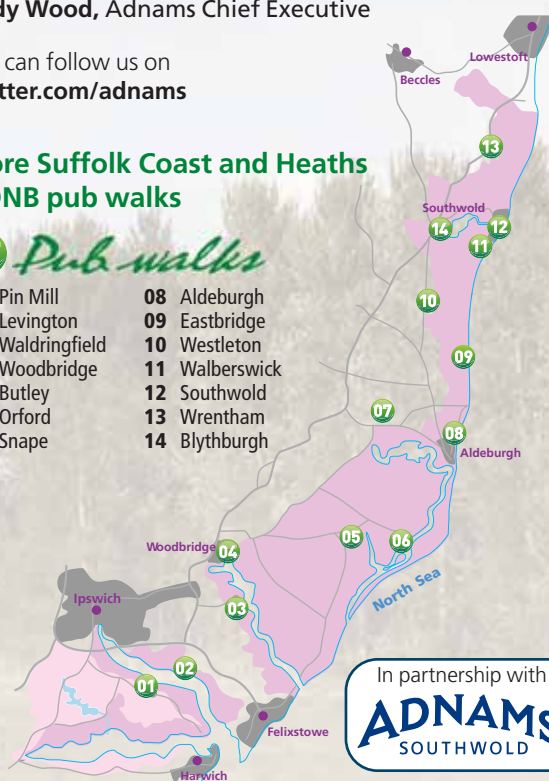 dy Wood, Adnams Chief Executive
can follow us on
tter.com/adnams
ore Suffolk Coast and Heaths
ONB pub walks
Pub walks
Pin Mill
Levington
Waldringfield
Woodbridge
Butley
Orford
Snape
08 Aldeburgh
09 Eastbridge
10 Westleton
11 Walberswick
12 Southwold
13 Wrentham
14 Blythburgh
Lowestoft
Beccles
13
Southwold
14
12
11
10
09
07
08
Aldeburgh
05
06
Woodbridge
04
North Sea
Ipswich
03
02
01
Felixstowe
Harwich
In partnership with
ADNAMS
SOUTHWOLD